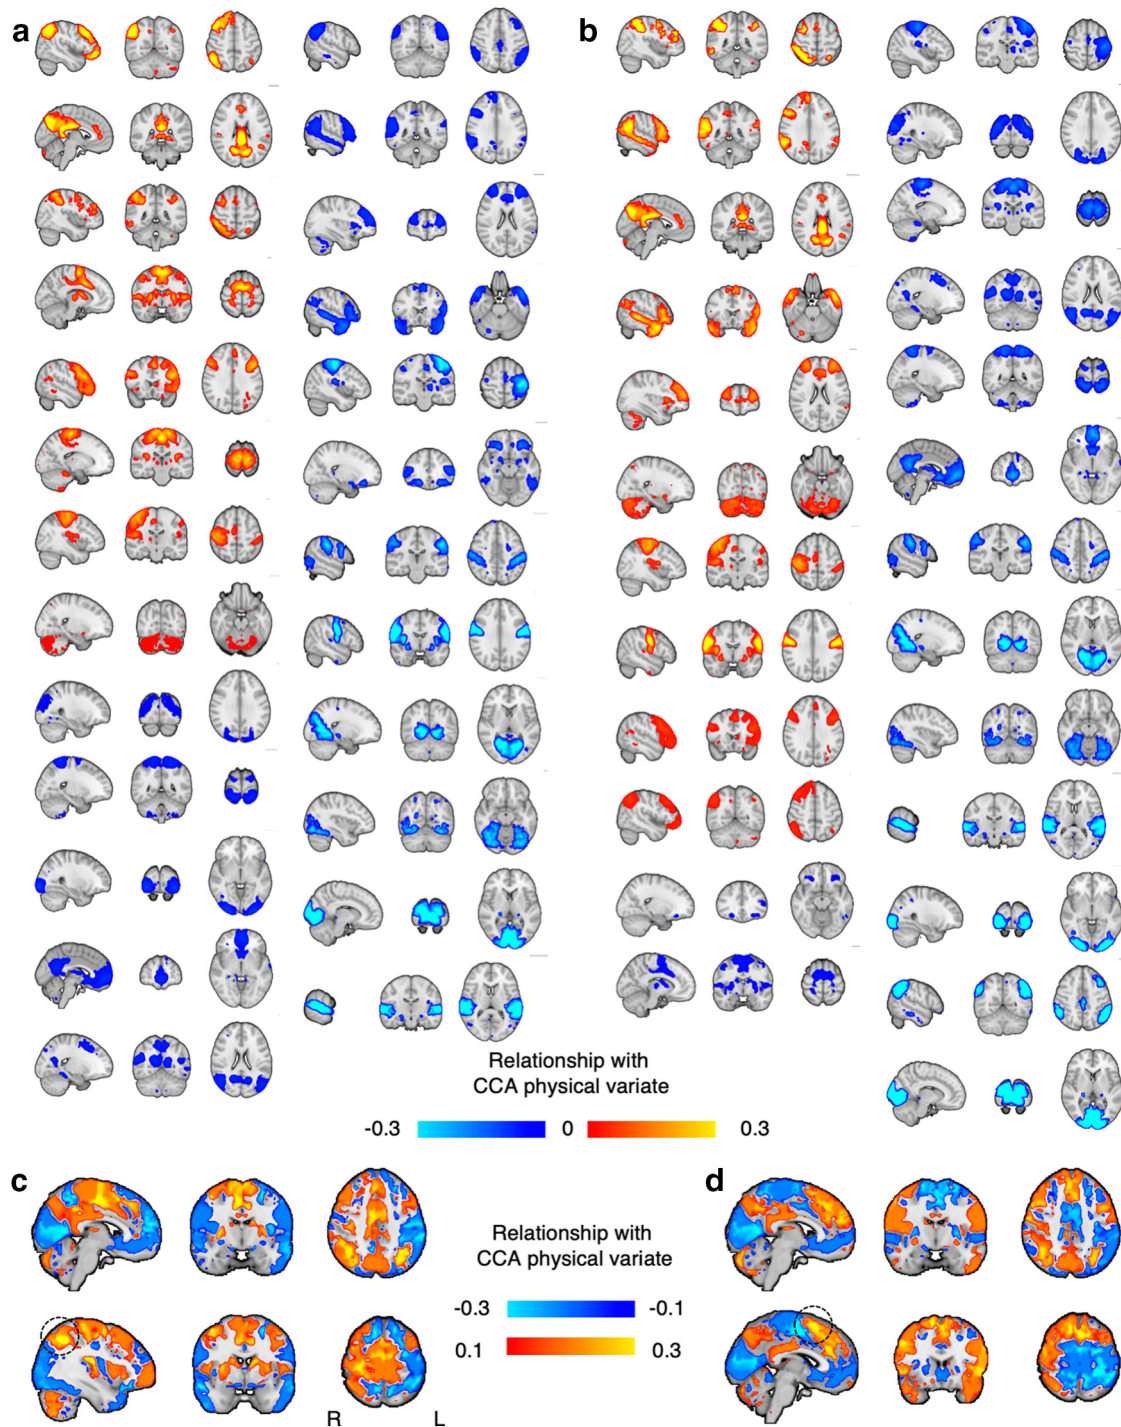 a
b
Relationship with
CCA physical variate
-0.3
0
0.3
c
d
Relationship with
CCA physical variate
-0.3
-0.1
0.1
0.3
R
L